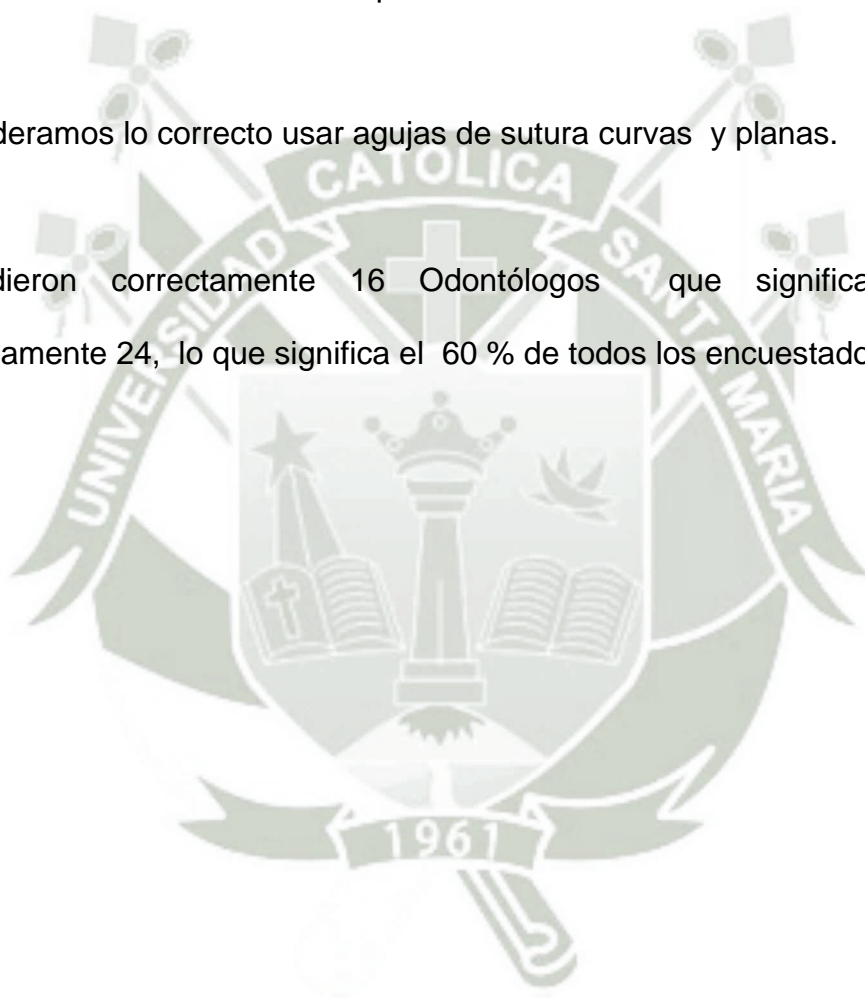 deramos lo correcto usar agujas de sutura curvas y planas.
dieron correctamente 16 Odontólogos que significa
amente 24, lo que significa el 60 % de todos los encuestado
UNIVERSIDAD CATOLICA SANTA MARIA
1961